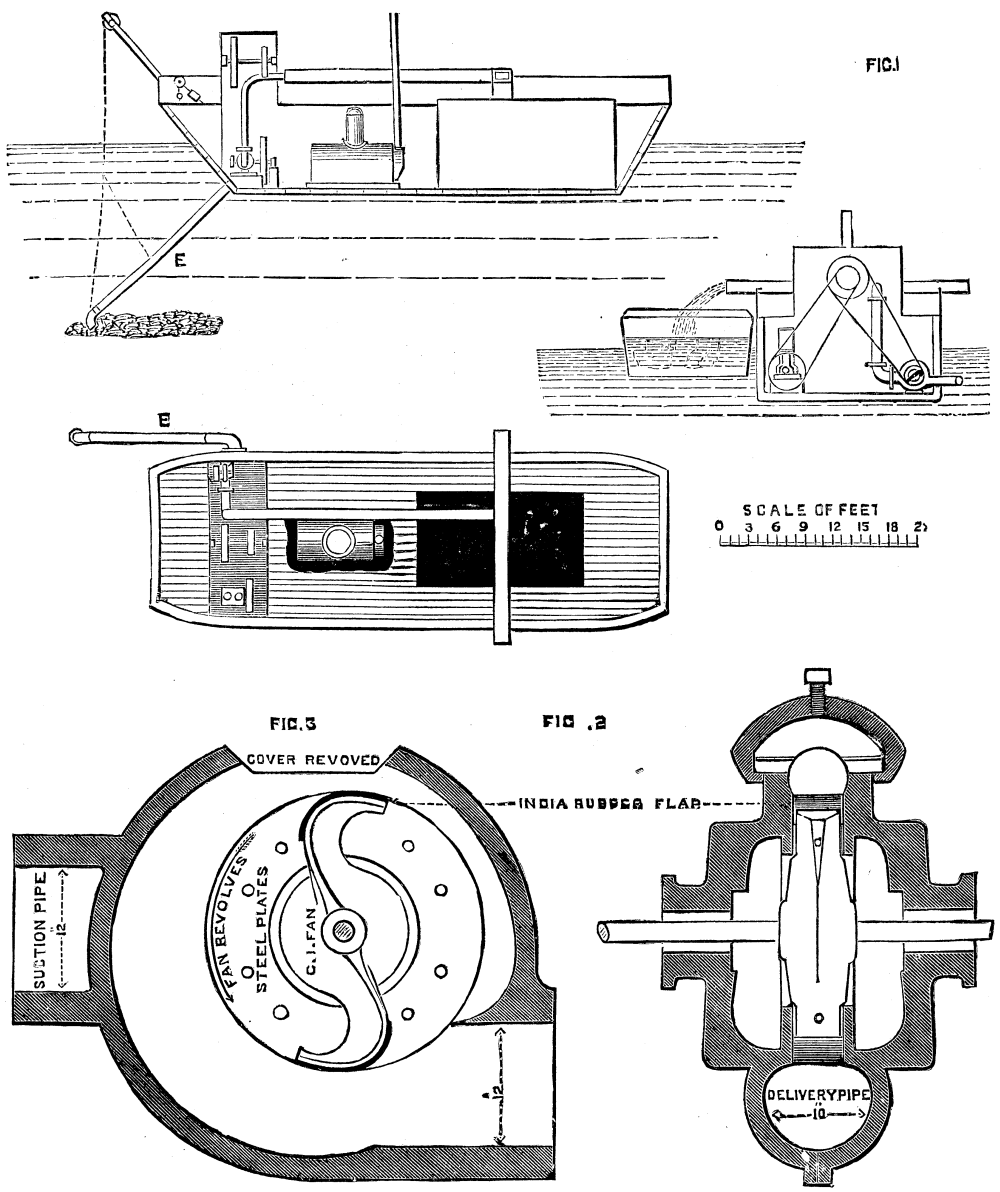 FIG.1
E
E
SCALE OF FEET
0 3 6 9 12 15 18 2
FIG.3
FIG .2
COVER REVOVED
INDIA RUBBER FLAP
FAN REVOLVES
STEEL PLATES
C.I. FAN
SUCTION PIPE
12"
12"
DELIVERY PIPE
10"